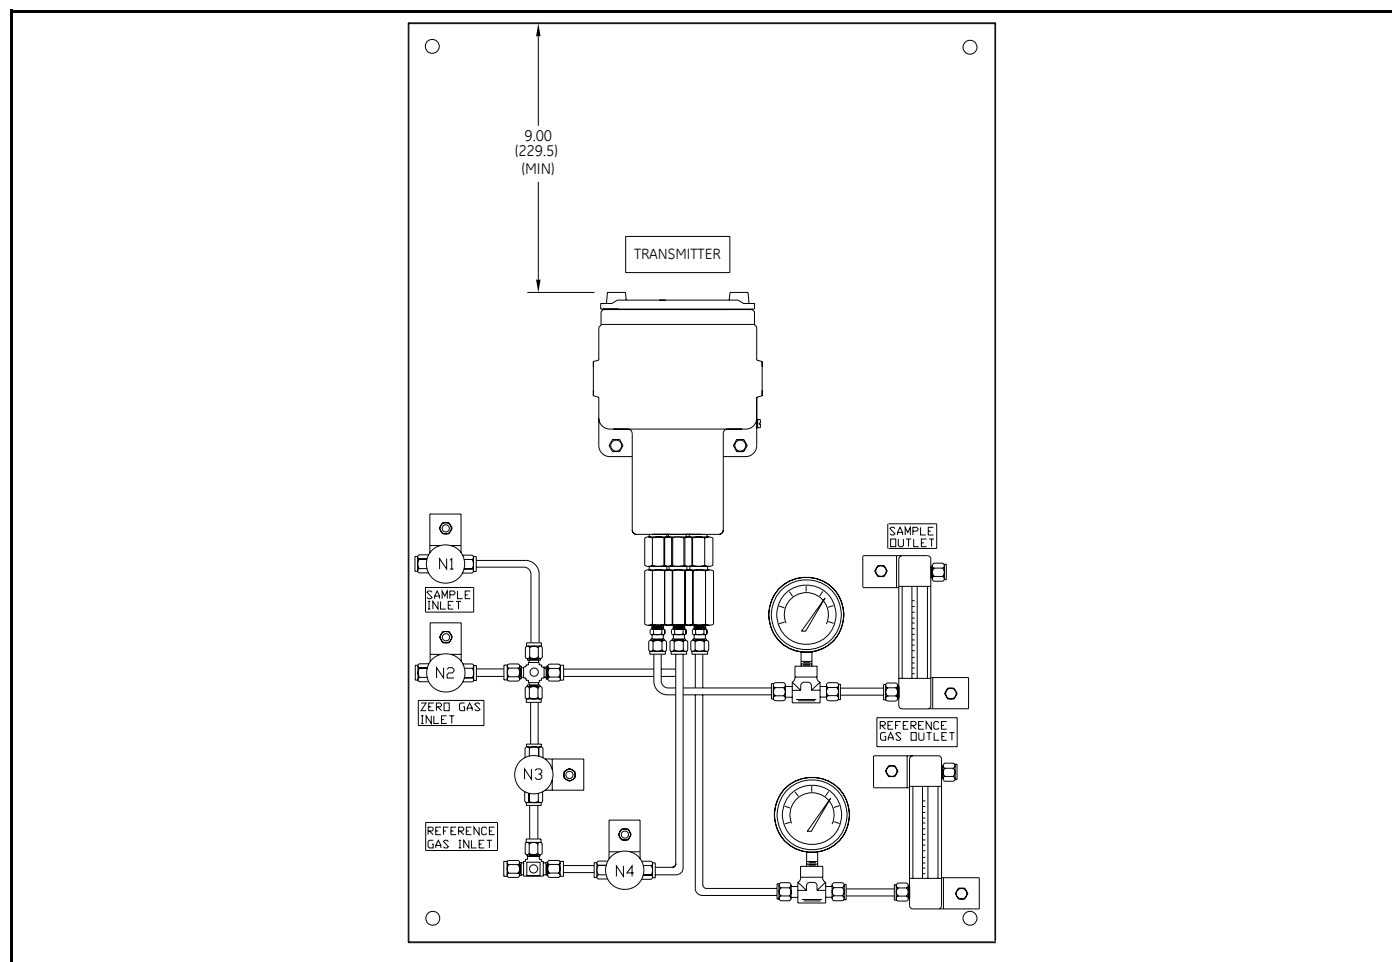 9.00
(229.5)
(MIN)
TRANSMITTER
N1
SAMPLE
INLET
N2
ZERO GAS
INLET
N3
REFERENCE
GAS INLET
N4
SAMPLE
OUTLET
REFERENCE
GAS OUTLET